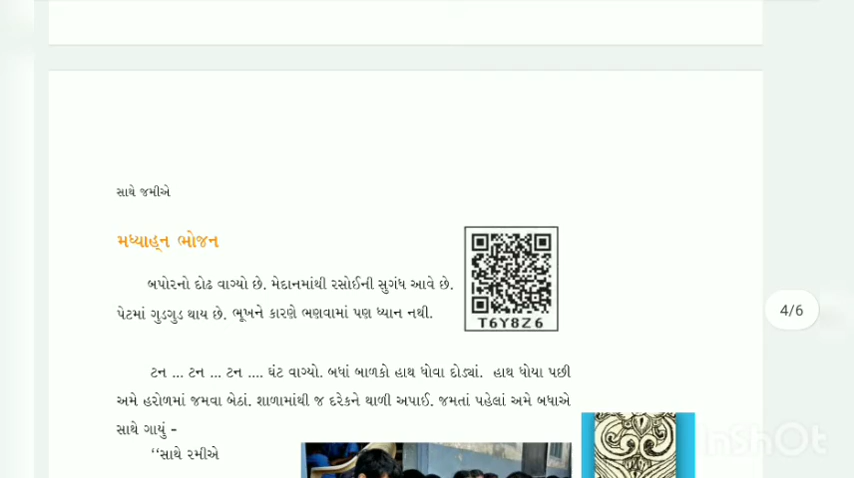 સાથે જમીએ
મધ્યાહ્ન ભોજન
બપોરનો દોઢ વાગ્યો છે. મેદાનમાંથી રસોઈની સુગંધ આવે છે.
પેટમાં ગુડગુડ થાય છે. ભૂખને કારણે ભણવામાં પણ ધ્યાન નથી.
T6Y8Z6
4/6
ટન ... ટન ... ટન .... ઘંટ વાગ્યો. બધાં બાળકો હાથ ધોવા દોડ્યાં. હાથ ધોયા પછી
અમે હરોળમાં જમવા બેઠાં. શાળામાંથી જ દરેકને થાળી અપાઈ. જમતાં પહેલાં અમે બધાએ
સાથે ગાયું -
‘‘સાથે રમીએ
InShOt